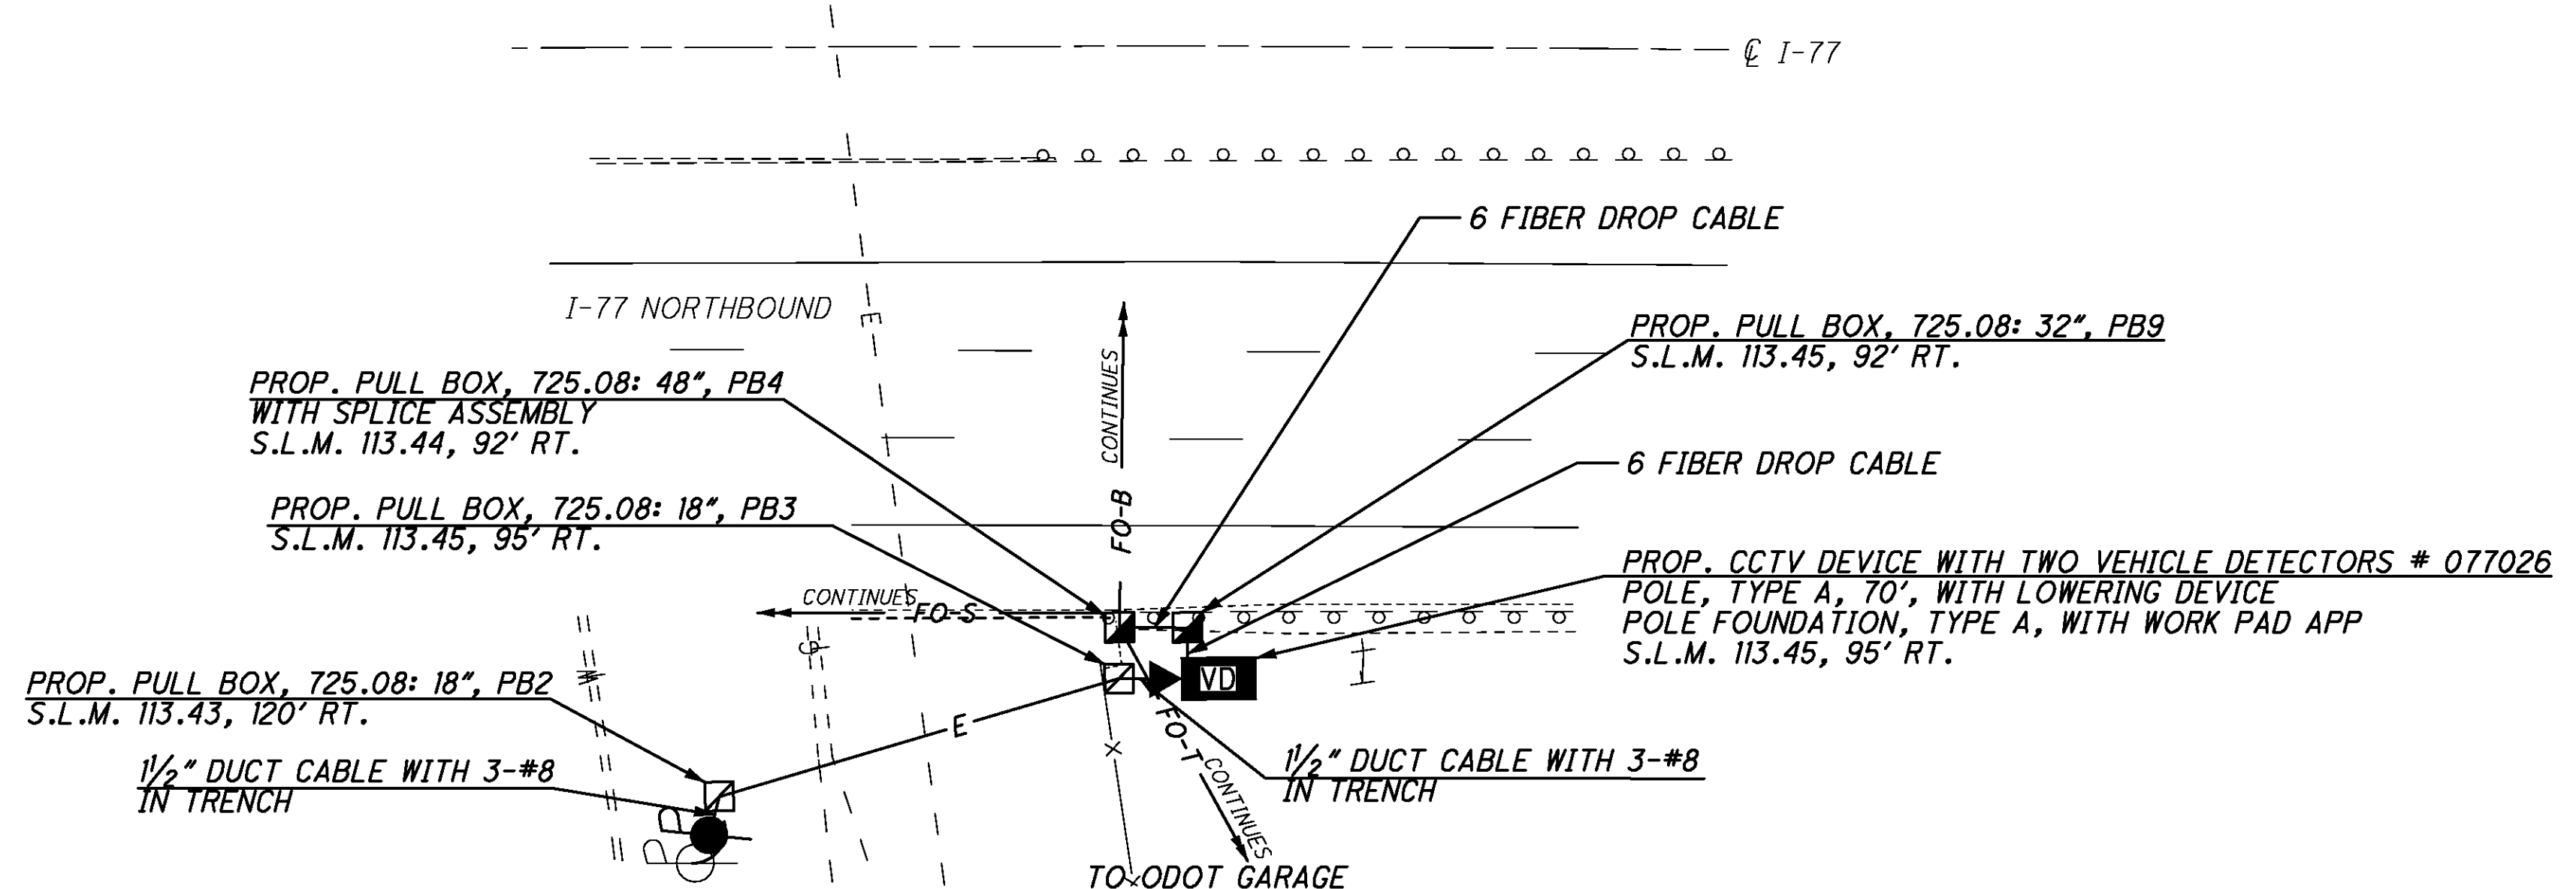 ℄ I-77
6 FIBER DROP CABLE
I-77 NORTHBOUND
E
PROP. PULL BOX, 725.08: 32", PB9
S.L.M. 113.45, 92' RT.
CONTINUES
PROP. PULL BOX, 725.08: 48", PB4
WITH SPLICE ASSEMBLY
S.L.M. 113.44, 92' RT.
6 FIBER DROP CABLE
FO-B
PROP. PULL BOX, 725.08: 18", PB3
S.L.M. 113.45, 95' RT.
PROP. CCTV DEVICE WITH TWO VEHICLE DETECTORS # 077026
POLE, TYPE A, 70', WITH LOWERING DEVICE
POLE FOUNDATION, TYPE A, WITH WORK PAD APP
S.L.M. 113.45, 95' RT.
CONTINUES
FO-S
W
VD
PROP. PULL BOX, 725.08: 18", PB2
S.L.M. 113.43, 120' RT.
E
FO-T
CONTINUES
1½" DUCT CABLE WITH 3-#8
IN TRENCH
1½" DUCT CABLE WITH 3-#8
IN TRENCH
TO ODOT GARAGE